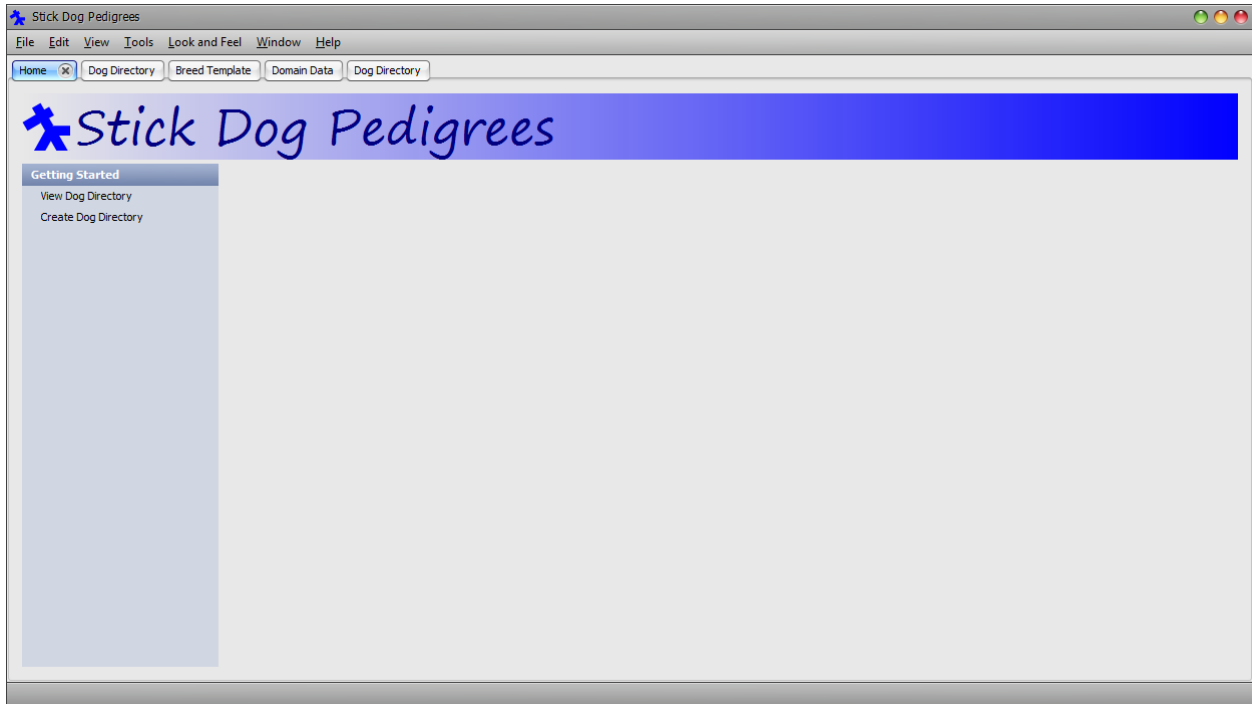 Stick Dog Pedigrees
File Edit View Tools Look and Feel Window Help
Home Dog Directory Breed Template Domain Data Dog Directory
Stick Dog Pedigrees
Getting Started
View Dog Directory
Create Dog Directory